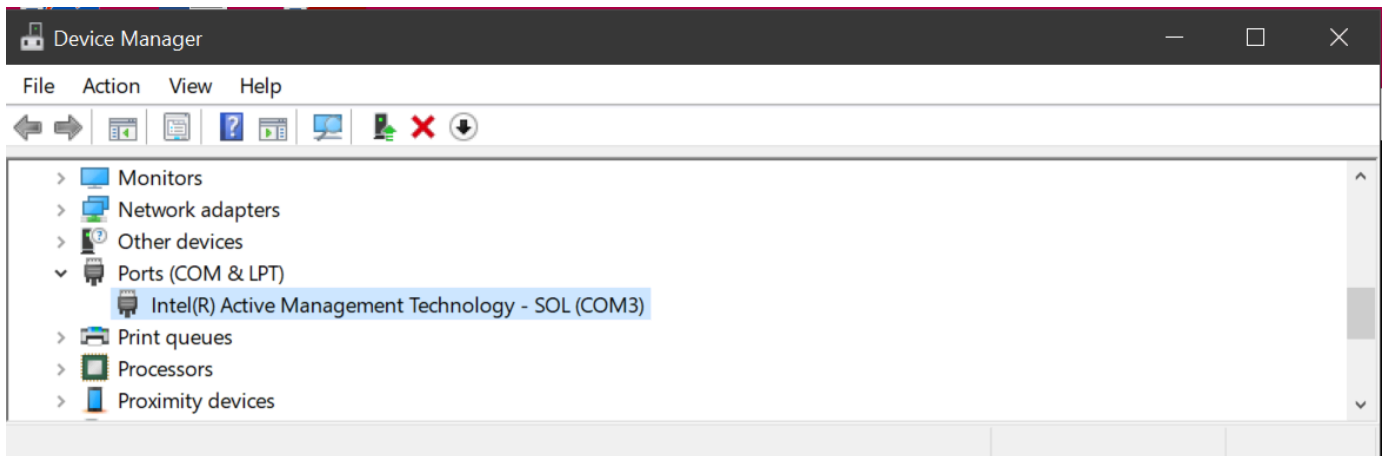 Device Manager
File Action View Help
Monitors
Network adapters
Other devices
Ports (COM & LPT)
Intel(R) Active Management Technology - SOL (COM3)
Print queues
Processors
Proximity devices